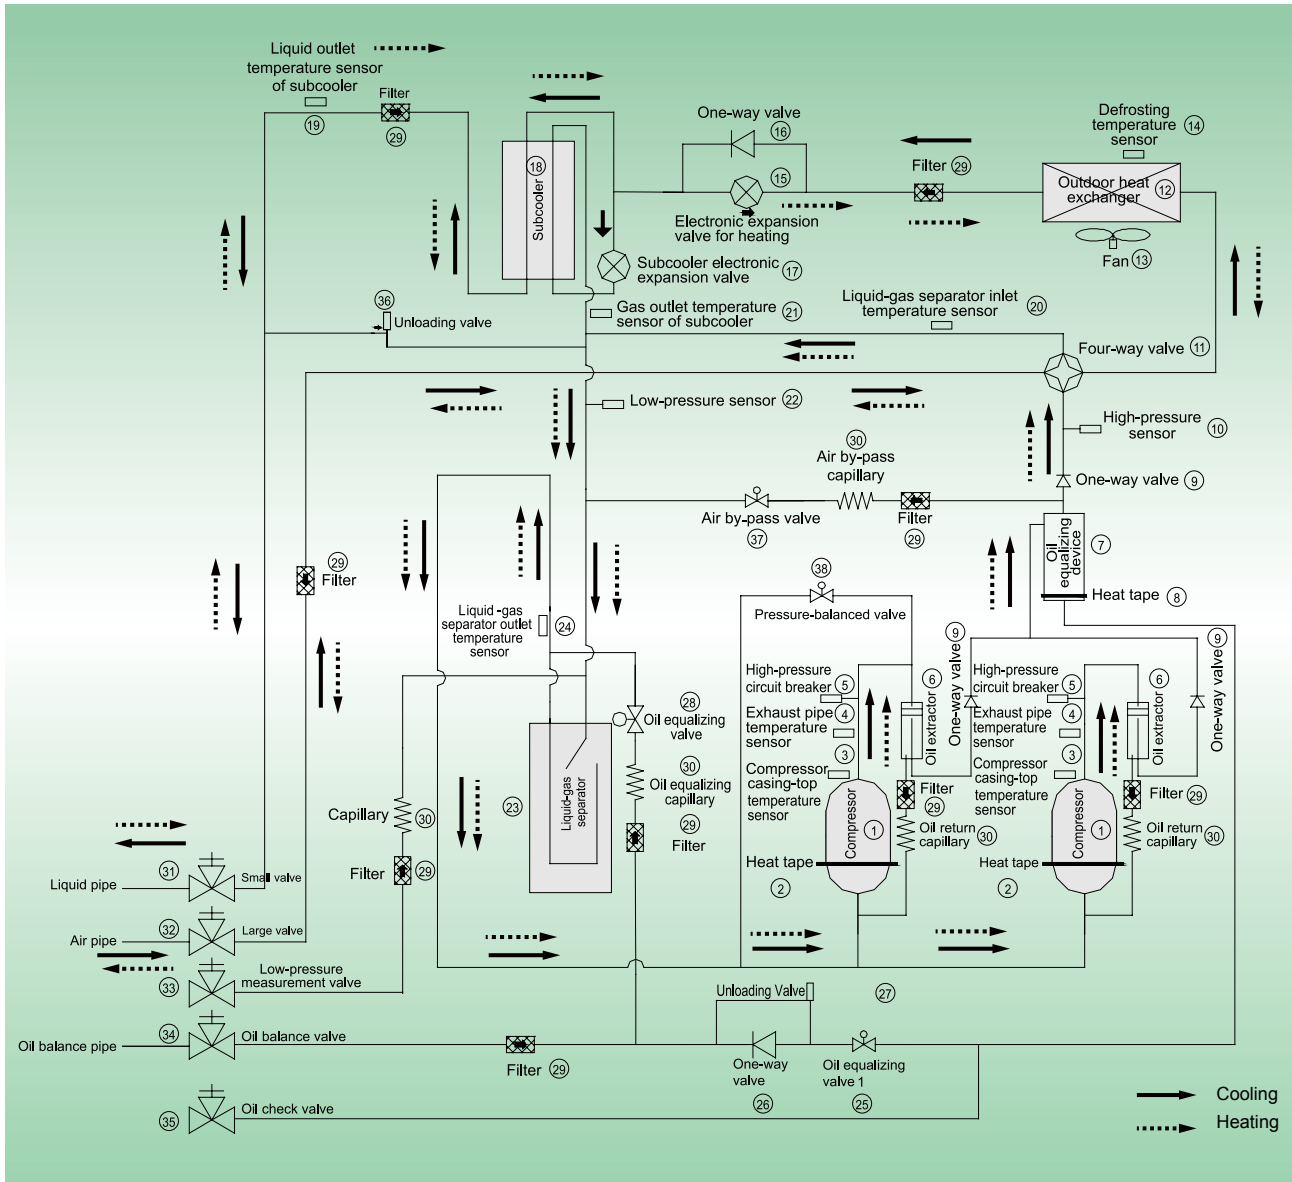 Liquid outlet
temperature sensor
of subcooler
19
Filter
29
18
Subcooler
One-way valve
16
15
Electronic expansion
valve for heating
Filter 29
Defrosting
temperature
sensor
14
Outdoor heat
exchanger
12
Fan 13
Subcooler electronic
expansion valve
17
36
Unloading valve
Gas outlet temperature
sensor of subcooler
21
Liquid-gas separator inlet
temperature sensor
20
Four-way valve
11
Low-pressure sensor
22
High-pressure
sensor
10
30
Air by-pass
capillary
One-way valve
9
Air by-pass valve
37
Filter
29
Oil
equalizing
device
7
Heat tape
8
29
Filter
38
Pressure-balanced valve
Liquid -gas
separator outlet
temperature
sensor
24
High-pressure
circuit breaker
5
Exhaust pipe
temperature
sensor
4
3
Compressor
casing-top
temperature
sensor
6
Oil extractor
9
One-way valve
High-pressure
circuit breaker
5
Exhaust pipe
temperature
sensor
4
3
Compressor
casing-top
temperature
sensor
6
Oil extractor
9
One-way valve
28
Oil equalizing
valve
30
Oil equalizing
capillary
29
Filter
23
Liquid-gas
separator
Capillary
30
Filter
29
Compressor
1
Filter
29
Oil return
capillary
30
Heat tape
2
Compressor
1
Filter
29
Oil return
capillary
30
Heat tape
2
31
Liquid pipe
Small valve
32
Air pipe
Large valve
33
Low-pressure
measurement valve
34
Oil balance pipe
Oil balance valve
Filter 29
Unloading Valve
27
One-way
valve
26
Oil equalizing
valve 1
25
35
Oil check valve
Cooling
Heating